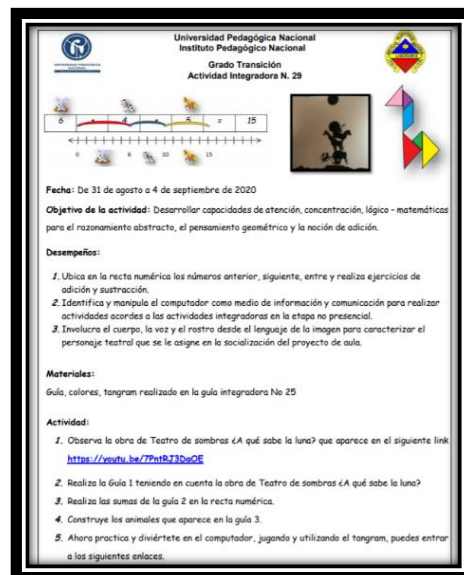 Universidad Pedagógica Nacional
Instituto Pedagógico Nacional
Grado Transición
Actividad Integradora N. 29
6 + 4 + 5 = 15
0 6 10 15
Fecha: De 31 de agosto a 4 de septiembre de 2020
Objetivo de la actividad: Desarrollar capacidades de atención, concentración, lógico – matemáticas
para el razonamiento abstracto, el pensamiento geométrico y la noción de adición.
Desempeños:
1. Ubica en la recta numérica los números anterior, siguiente, entre y realiza ejercicios de
adición y sustracción.
2. Identifica y manipula el computador como medio de información y comunicación para realizar
actividades acordes a las actividades integradoras en la etapa no presencial.
3. Involucra el cuerpo, la voz y el rostro desde el lenguaje de la imagen para caracterizar el
personaje teatral que se le asigne en la socialización del proyecto de aula.
Materiales:
Guía, colores, tangram realizado en la guía integradora No 25
Actividad:
1. Observa la obra de Teatro de sombras ¿A qué sabe la luna? que aparece en el siguiente link
https://youtu.be/7PntRJ3DaOE
2. Realiza la Guía 1 teniendo en cuenta la obra de Teatro de sombras ¿A qué sabe la luna?
3. Realiza las sumas de la guía 2 en la recta numérica.
4. Construye los animales que aparece en la guía 3.
5. Ahora practica y diviértete en el computador, jugando y utilizando el tangram, puedes entrar
a los siguientes enlaces.